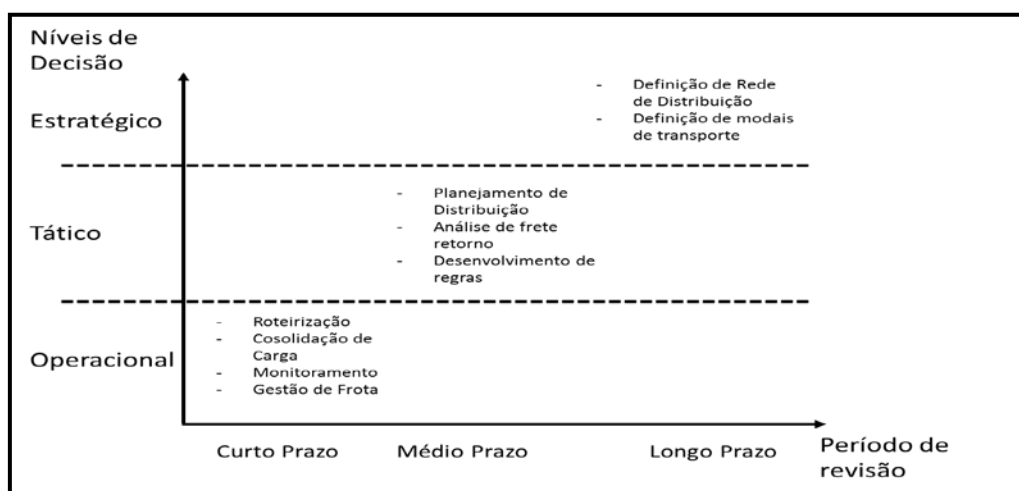 Níveis de
Decisão
Estratégico
- Definição de Rede
de Distribuição
- Definição de modais
de transporte
Tático
- Planejamento de
Distribuição
- Análise de frete
retorno
- Desenvolvimento de
regras
Operacional
- Roteirização
- Cosolidação de
Carga
- Monitoramento
- Gestão de Frota
Curto Prazo
Médio Prazo
Longo Prazo
Período de
revisão